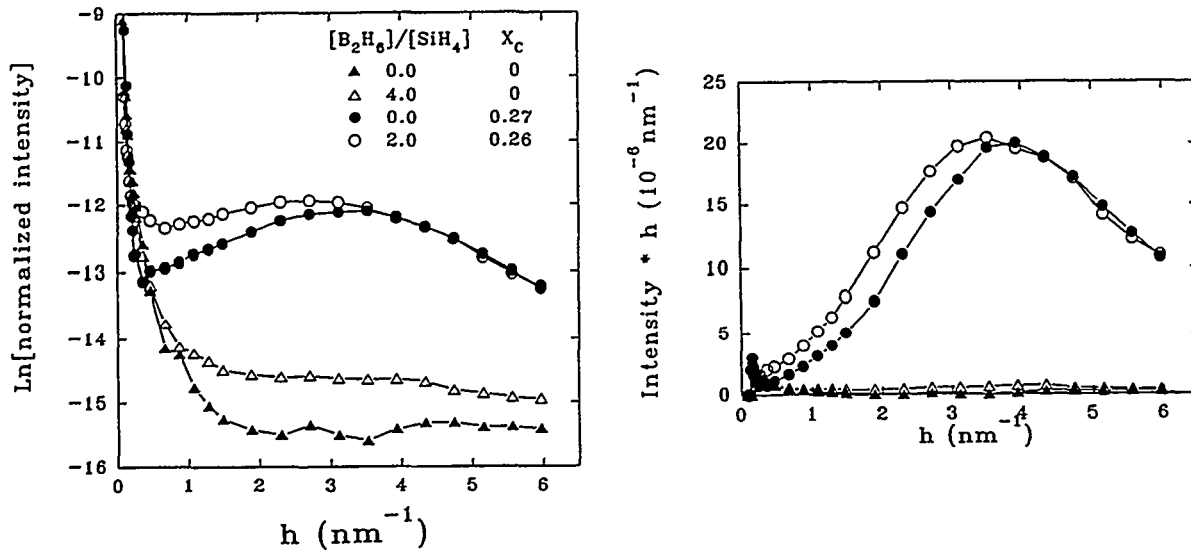 Ln[normalized intensity]
-9
-10
-11
-12
-13
-14
-15
-16
[B₂H₆]/[SiH₄] X_C
▲ 0.0 0
△ 4.0 0
● 0.0 0.27
○ 2.0 0.26
0 1 2 3 4 5 6
h (nm⁻¹)
Intensity * h (10⁻⁶ nm⁻¹)
25
20
15
10
5
0
0 1 2 3 4 5 6
h (nm⁻¹)